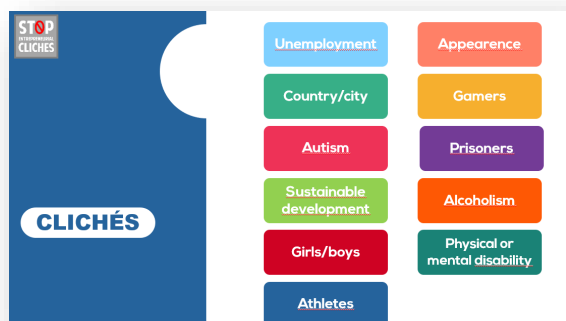 STOP
ENTREPRENEURIAL
CLICHES
CLICHÉS
Unemployment
Appearence
Country/city
Gamers
Autism
Prisoners
Sustainable
development
Alcoholism
Girls/boys
Physical or
mental disability
Athletes